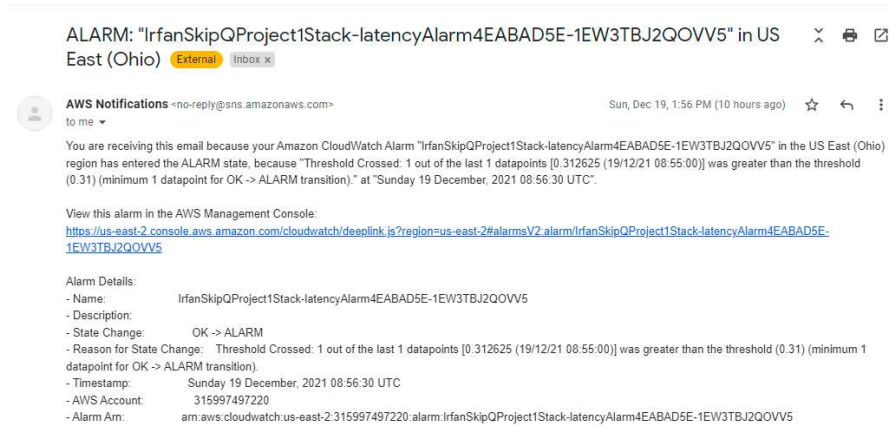 ALARM: "IrfanSkipQProject1Stack-latencyAlarm4EABAD5E-1EW3TBJ2QOVV5" in US
East (Ohio) External Inbox x
AWS Notifications <no-reply@sns.amazonaws.com> Sun, Dec 19, 1:56 PM (10 hours ago)
to me
You are receiving this email because your Amazon CloudWatch Alarm "IrfanSkipQProject1Stack-latencyAlarm4EABAD5E-1EW3TBJ2QOVV5" in the US East (Ohio)
region has entered the ALARM state, because "Threshold Crossed: 1 out of the last 1 datapoints [0.312625 (19/12/21 08:55:00)] was greater than the threshold
(0.31) (minimum 1 datapoint for OK -> ALARM transition)." at "Sunday 19 December, 2021 08:56:30 UTC".
View this alarm in the AWS Management Console:
https://us-east-2.console.aws.amazon.com/cloudwatch/deeplink.js?region=us-east-2#alarmsV2:alarm/IrfanSkipQProject1Stack-latencyAlarm4EABAD5E-
1EW3TBJ2QOVV5
Alarm Details:
- Name: IrfanSkipQProject1Stack-latencyAlarm4EABAD5E-1EW3TBJ2QOVV5
- Description:
- State Change: OK -> ALARM
- Reason for State Change: Threshold Crossed: 1 out of the last 1 datapoints [0.312625 (19/12/21 08:55:00)] was greater than the threshold (0.31) (minimum 1
datapoint for OK -> ALARM transition).
- Timestamp: Sunday 19 December, 2021 08:56:30 UTC
- AWS Account: 315997497220
- Alarm Arn: arn:aws:cloudwatch:us-east-2:315997497220:alarm:IrfanSkipQProject1Stack-latencyAlarm4EABAD5E-1EW3TBJ2QOVV5